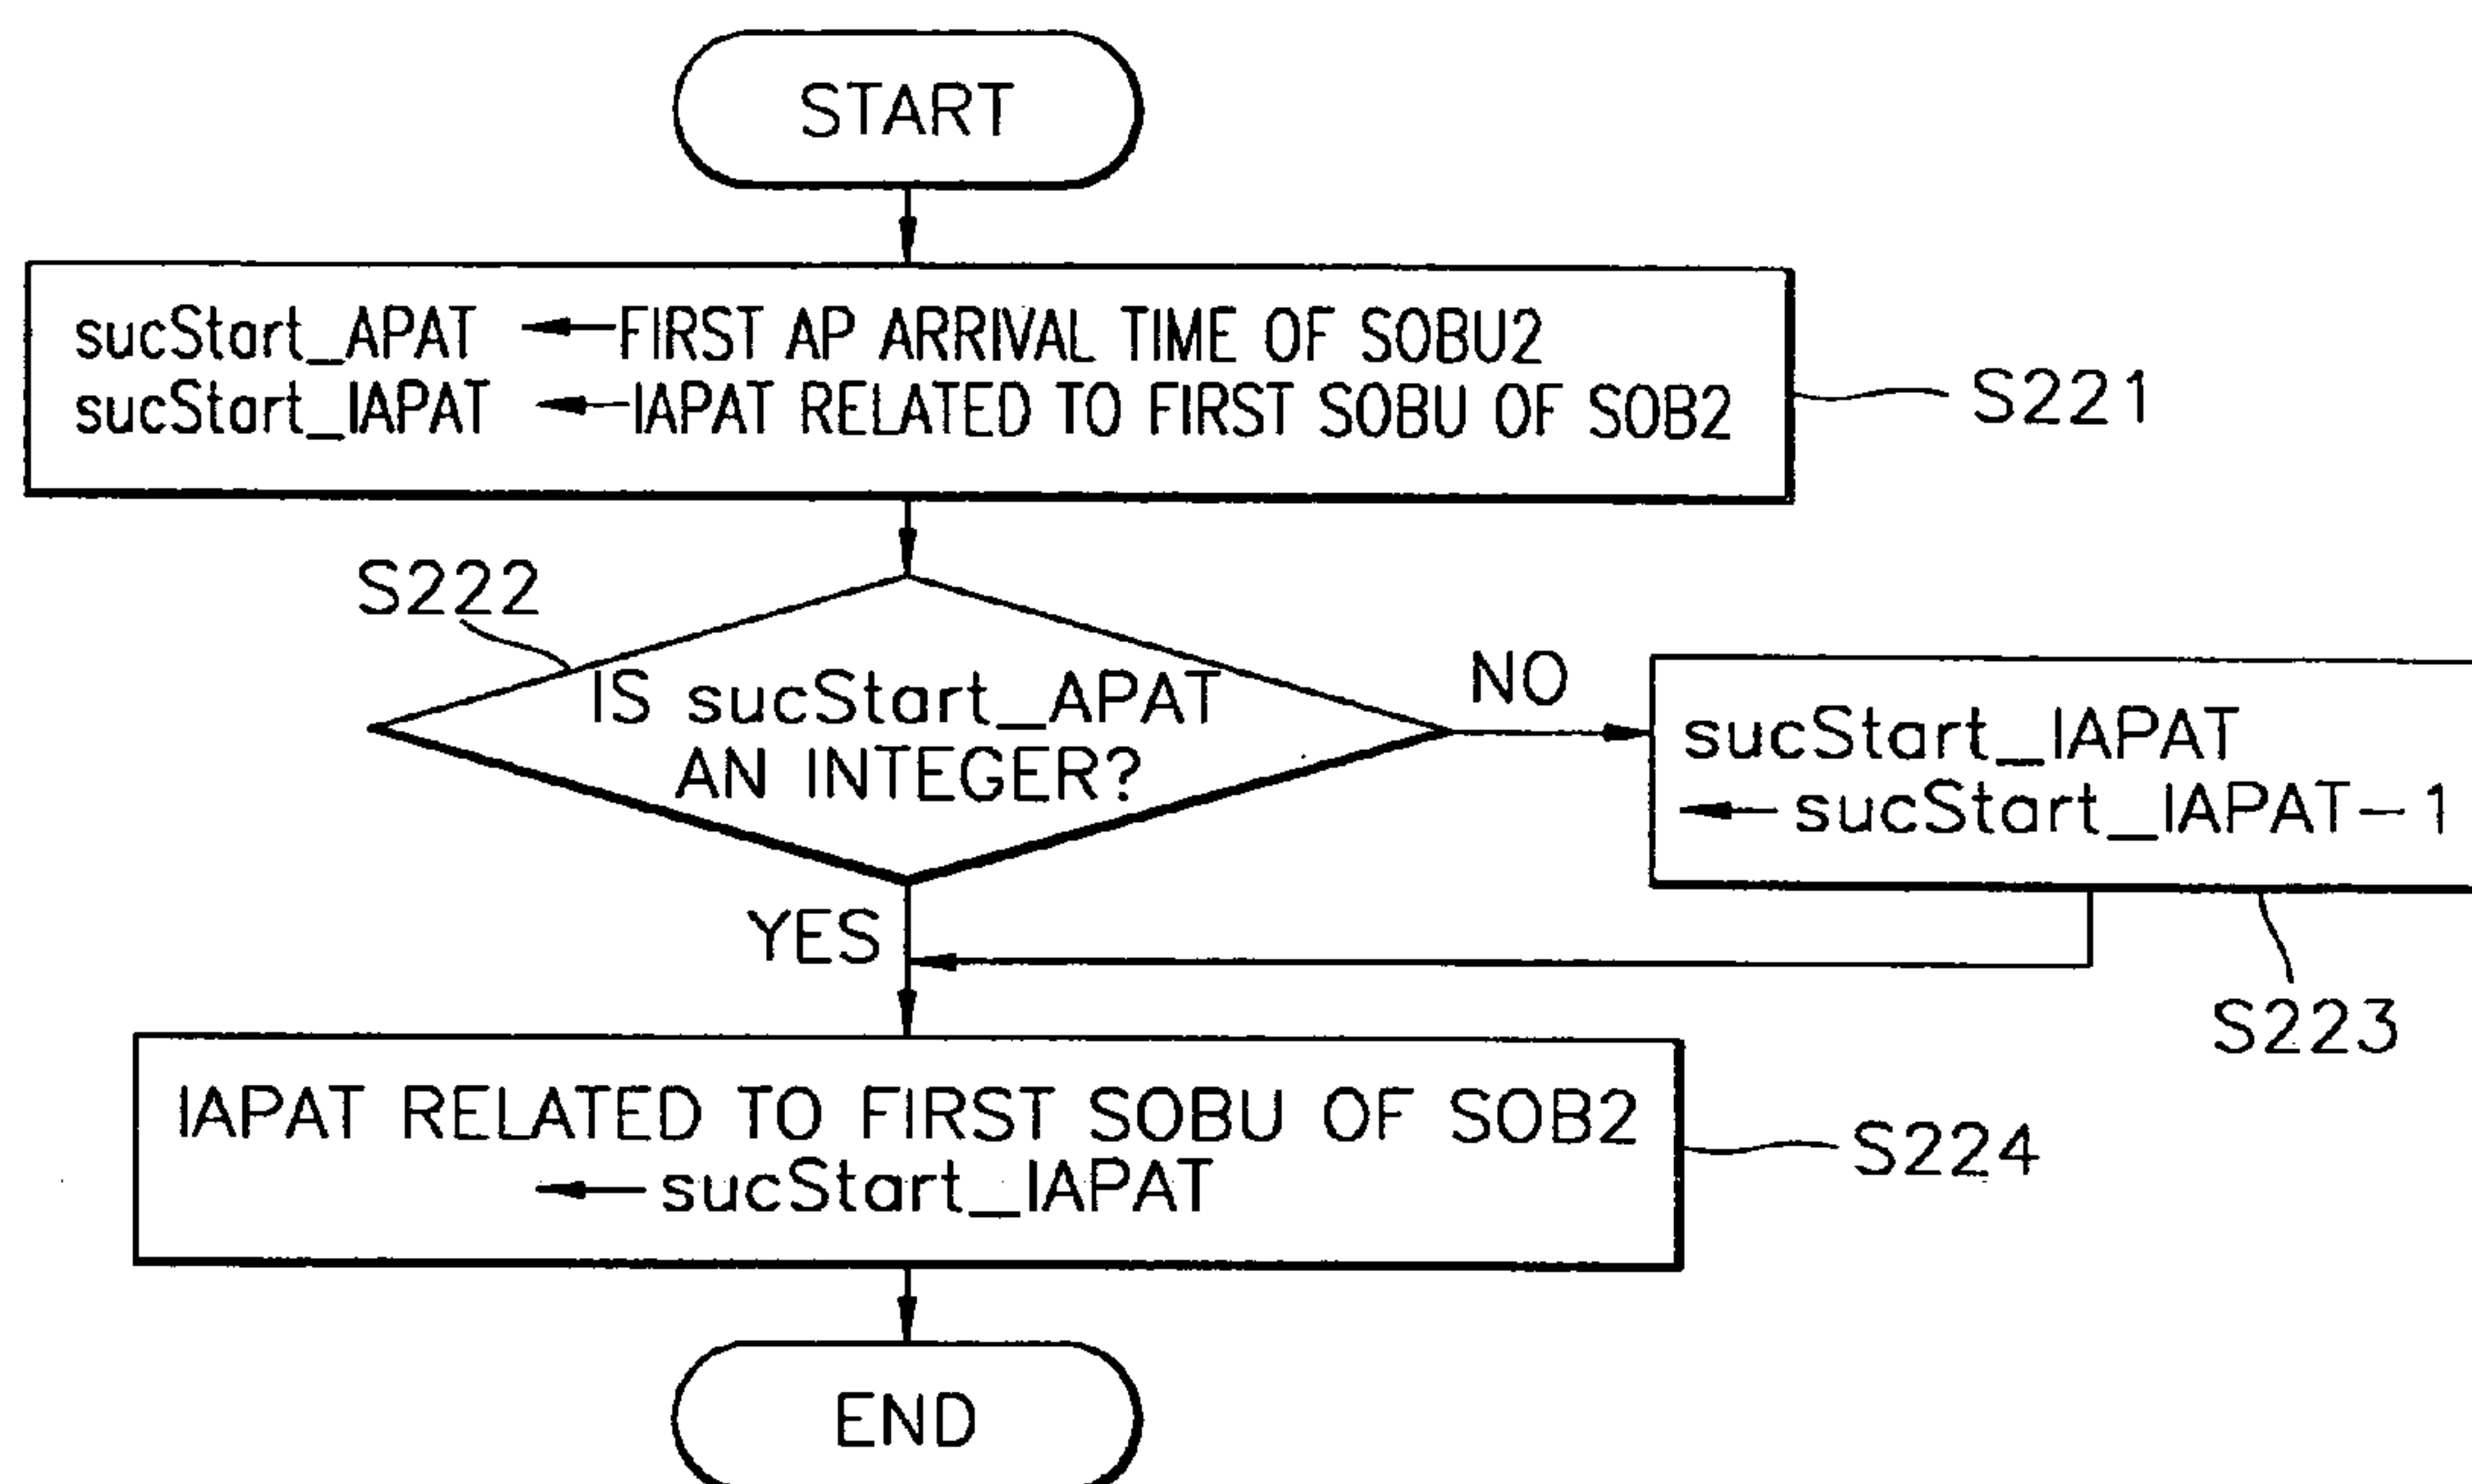 START
sucStart_APAT ← FIRST AP ARRIVAL TIME OF SOBU2
sucStart_IAPAT ← IAPAT RELATED TO FIRST SOBU OF SOB2
S221
S222
IS sucStart_APAT
AN INTEGER?
NO
sucStart_IAPAT
← sucStart_IAPAT-1
YES
S223
IAPAT RELATED TO FIRST SOBU OF SOB2
← sucStart_IAPAT
S224
END